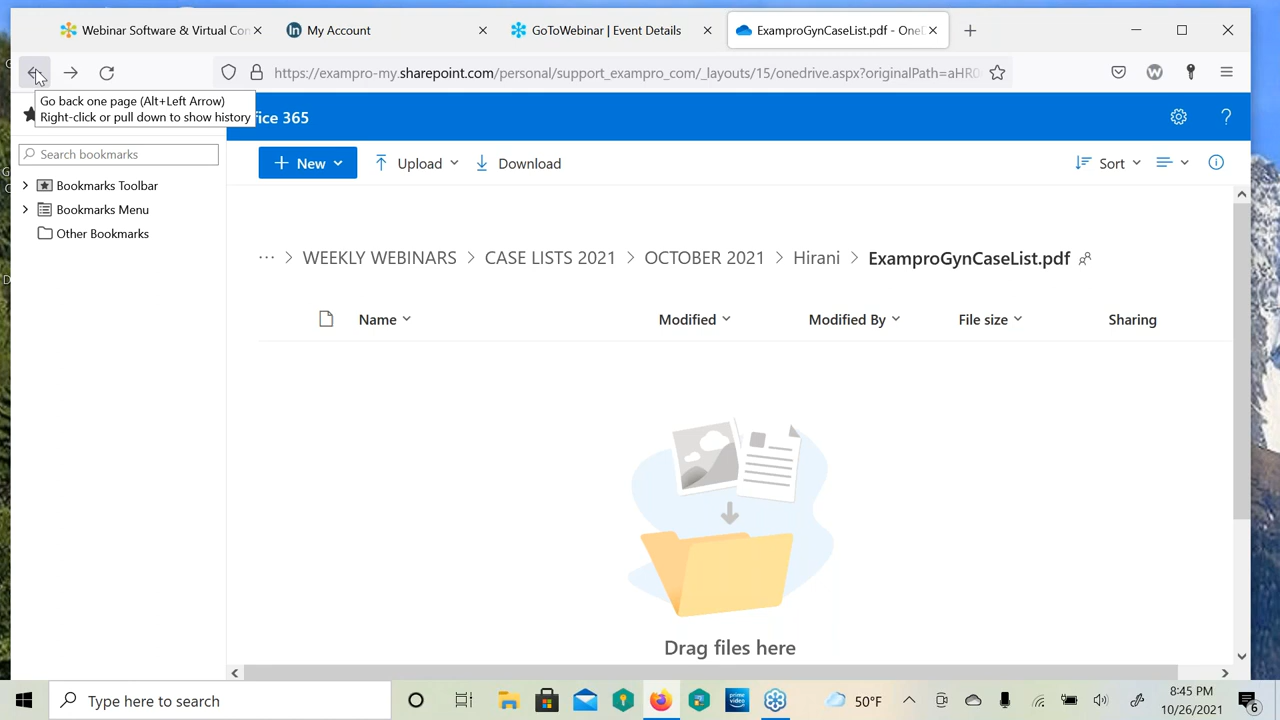 Webinar Software & Virtual Con
My Account
GoToWebinar | Event Details
ExamproGynCaseList.pdf - OneD
https://exampro-my.sharepoint.com/personal/support_exampro_com/_layouts/15/onedrive.aspx?originalPath=aHR0
Go back one page (Alt+Left Arrow)
Right-click or pull down to show history
fice 365
Search bookmarks
New
Upload
Download
Sort
Bookmarks Toolbar
Bookmarks Menu
Other Bookmarks
... > WEEKLY WEBINARS > CASE LISTS 2021 > OCTOBER 2021 > Hirani > ExamproGynCaseList.pdf
Name Modified Modified By File size Sharing
Drag files here
Type here to search
50°F
8:45 PM
10/26/2021
6